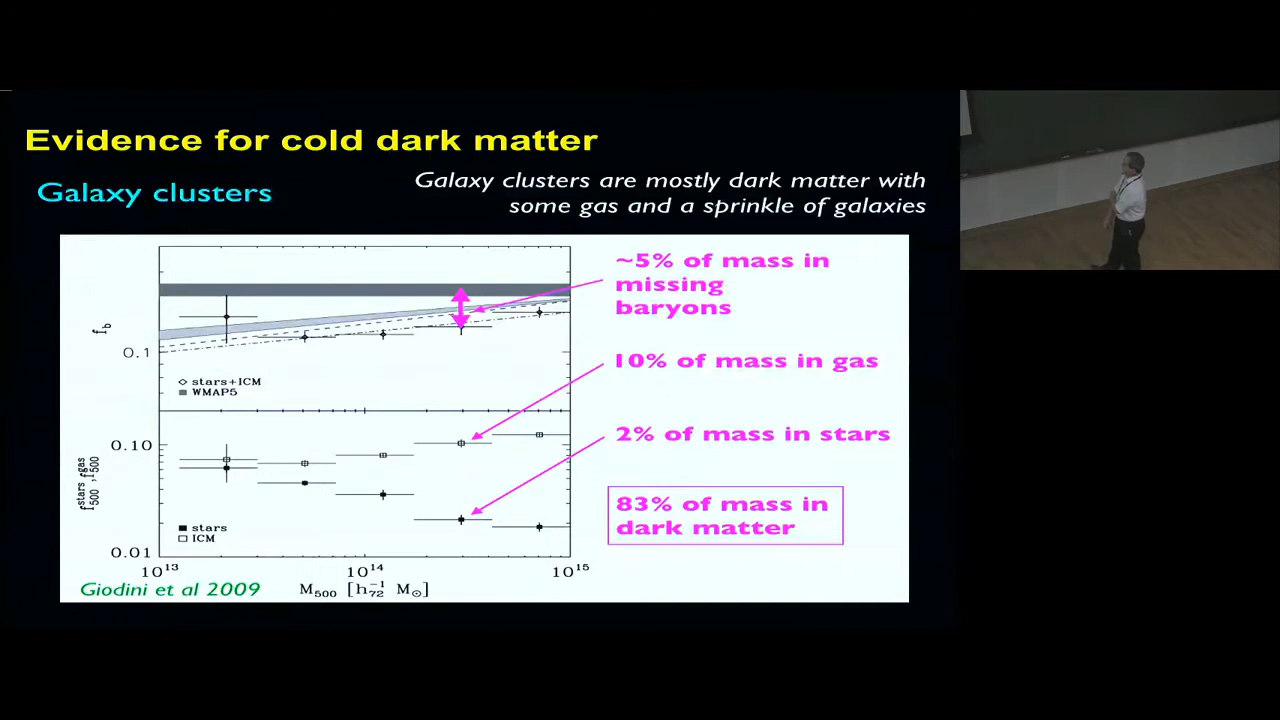 Evidence for cold dark matter
Galaxy clusters
Galaxy clusters are mostly dark matter with
some gas and a sprinkle of galaxies
~5% of mass in
missing
baryons
f_b
0.1
stars+ICM
WMAP5
10% of mass in gas
0.10
2% of mass in stars
f^stars_500, f^gas_500
83% of mass in
dark matter
stars
ICM
0.01
10^13
10^14
10^15
Giodini et al 2009
M_500 [h_72^-1 M_⊙]